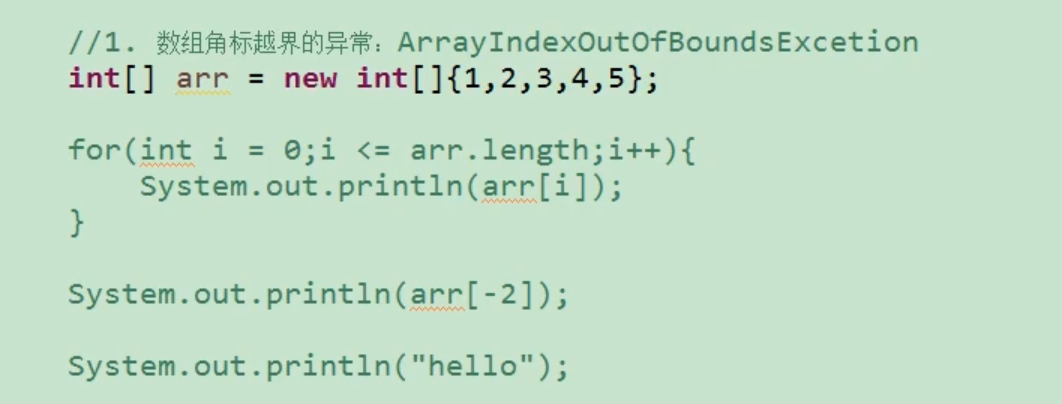 //1. 数组角标越界的异常：ArrayIndexOutOfBoundsExcetion
int[] arr = new int[]{1,2,3,4,5};
for(int i = 0;i <= arr.length;i++){
System.out.println(arr[i]);
}
System.out.println(arr[-2]);
System.out.println("hello");